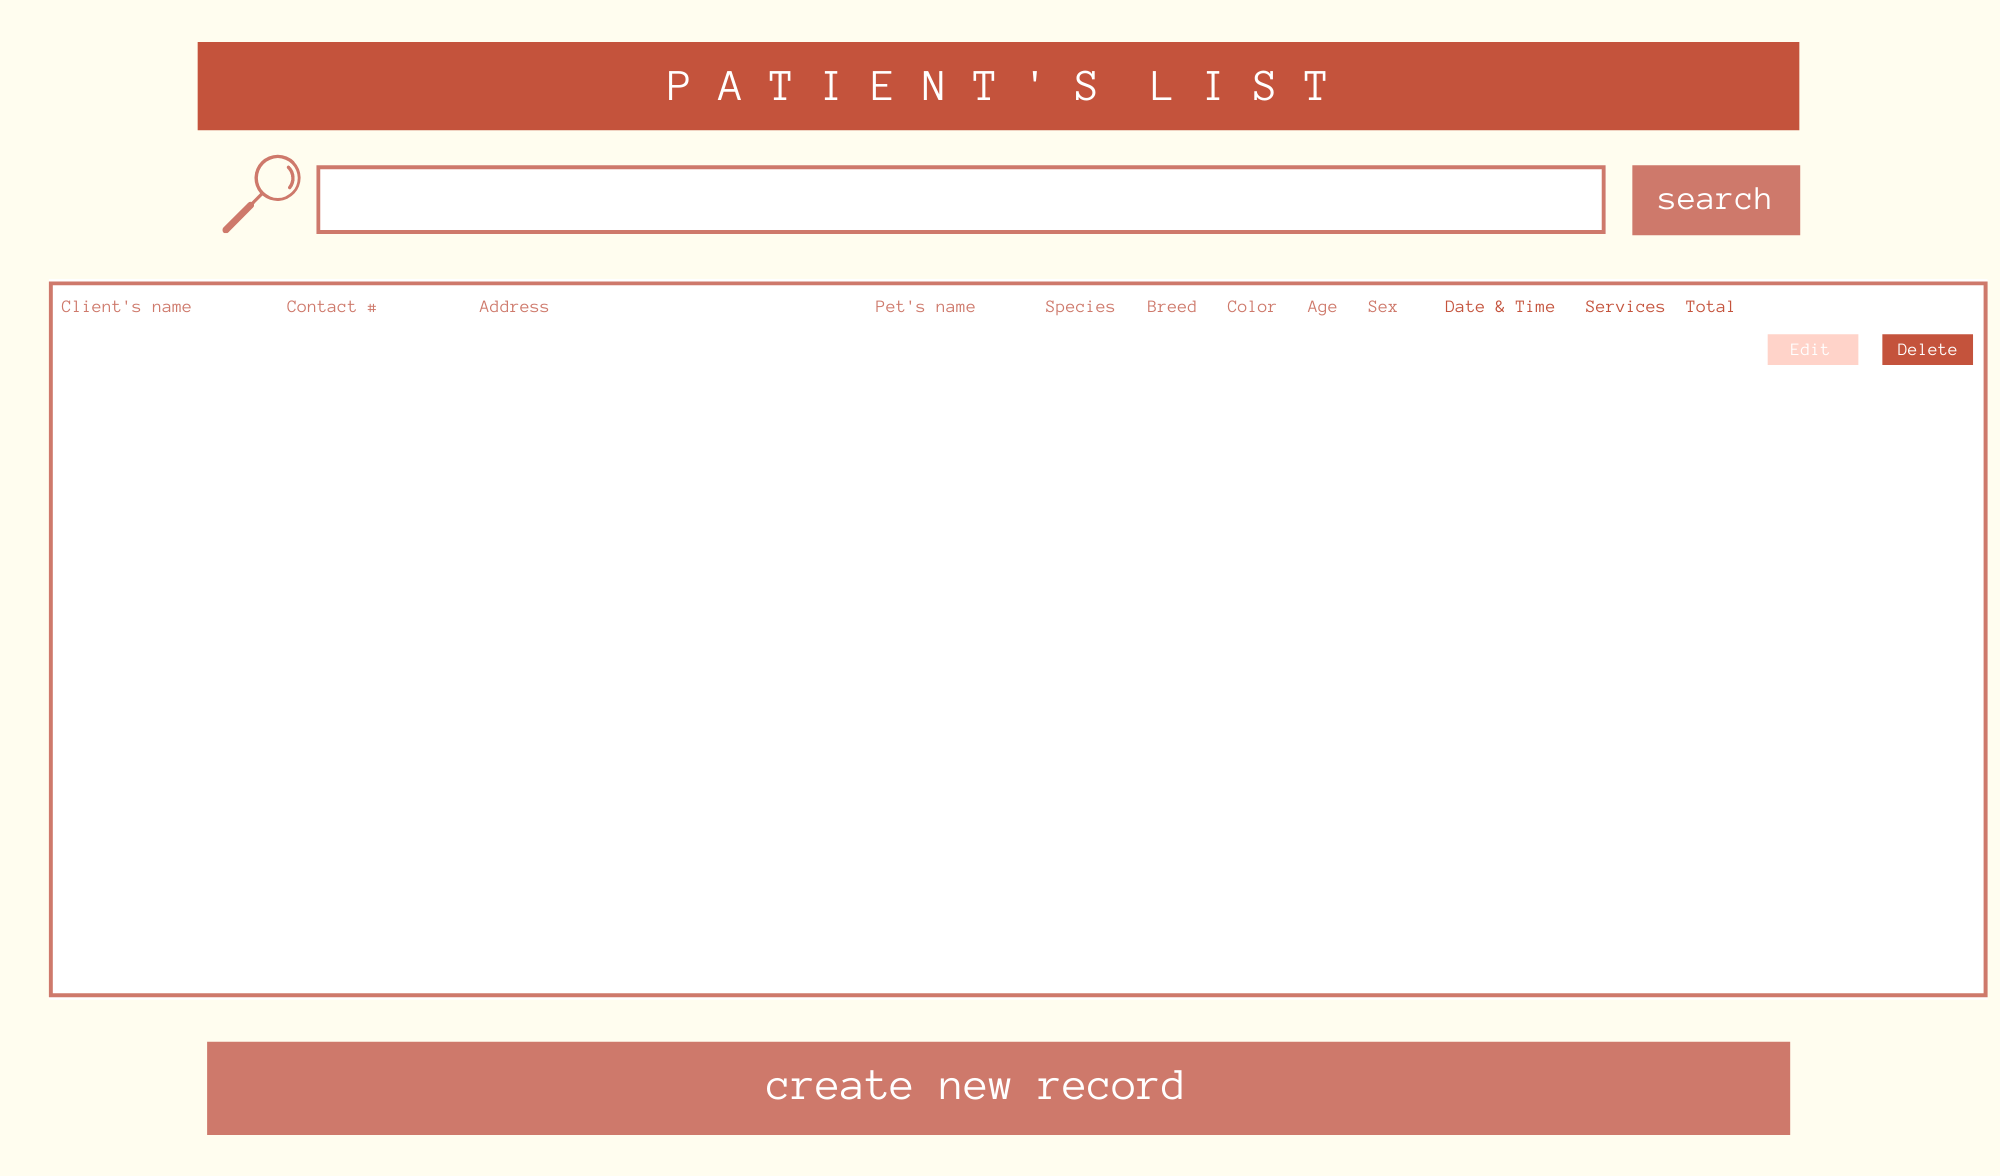 PATIENT'S LIST
search
Client's name Contact # Address Pet's name Species Breed Color Age Sex Date & Time Services Total
Edit Delete
create new record